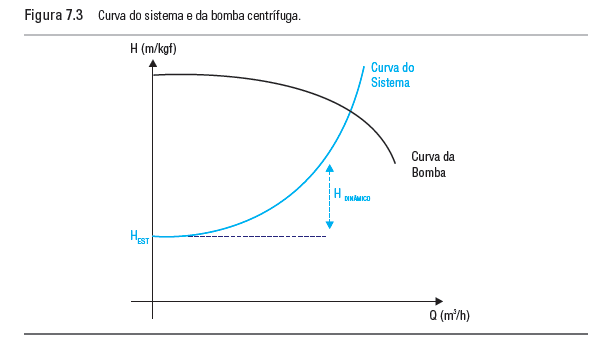 Figura 7.3 Curva do sistema e da bomba centrífuga.
H (m/kgf)
Curva do
Sistema
Curva da
Bomba
H DINÂMICO
HEST
Q (m³/h)